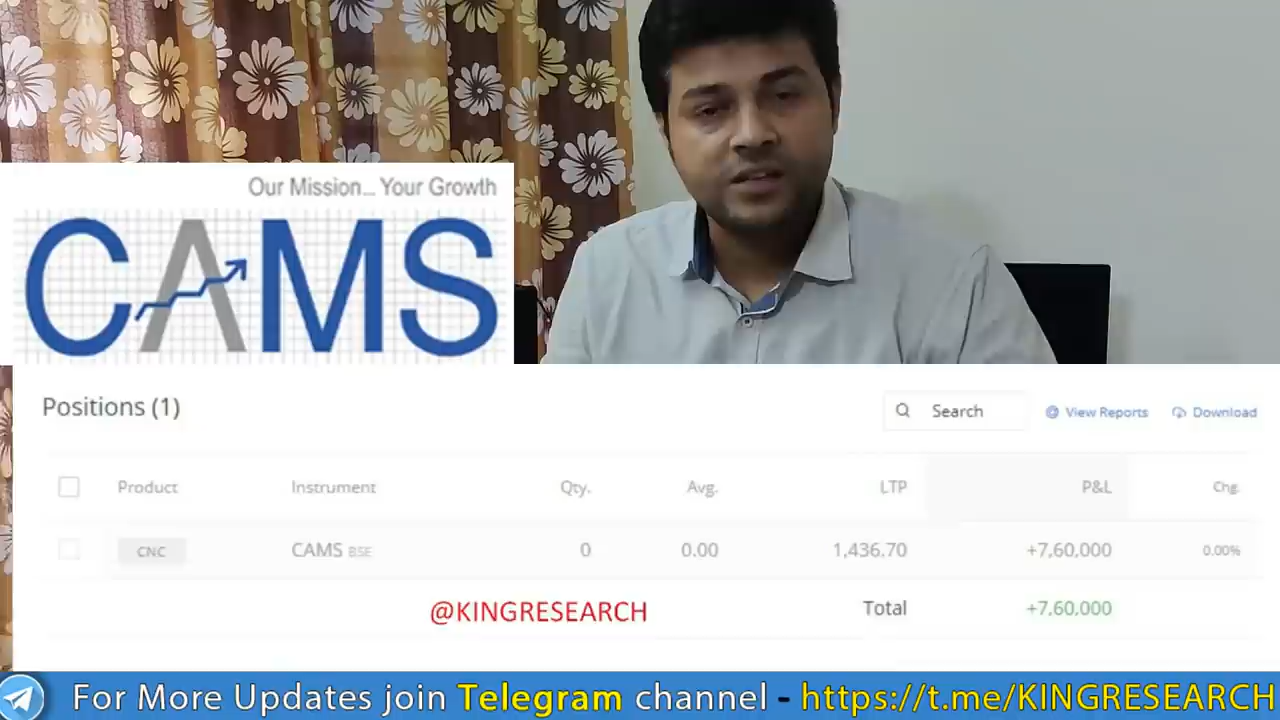 Our Mission... Your Growth
CAMS
Positions (1)
Search
View Reports
Download
Product Instrument Qty. Avg. LTP P&L Chg.
CNC CAMS BSE 0 0.00 1,436.70 +7,60,000 0.00%
@KINGRESEARCH
Total +7,60,000
For More Updates join Telegram channel - https://t.me/KINGRESEARCH